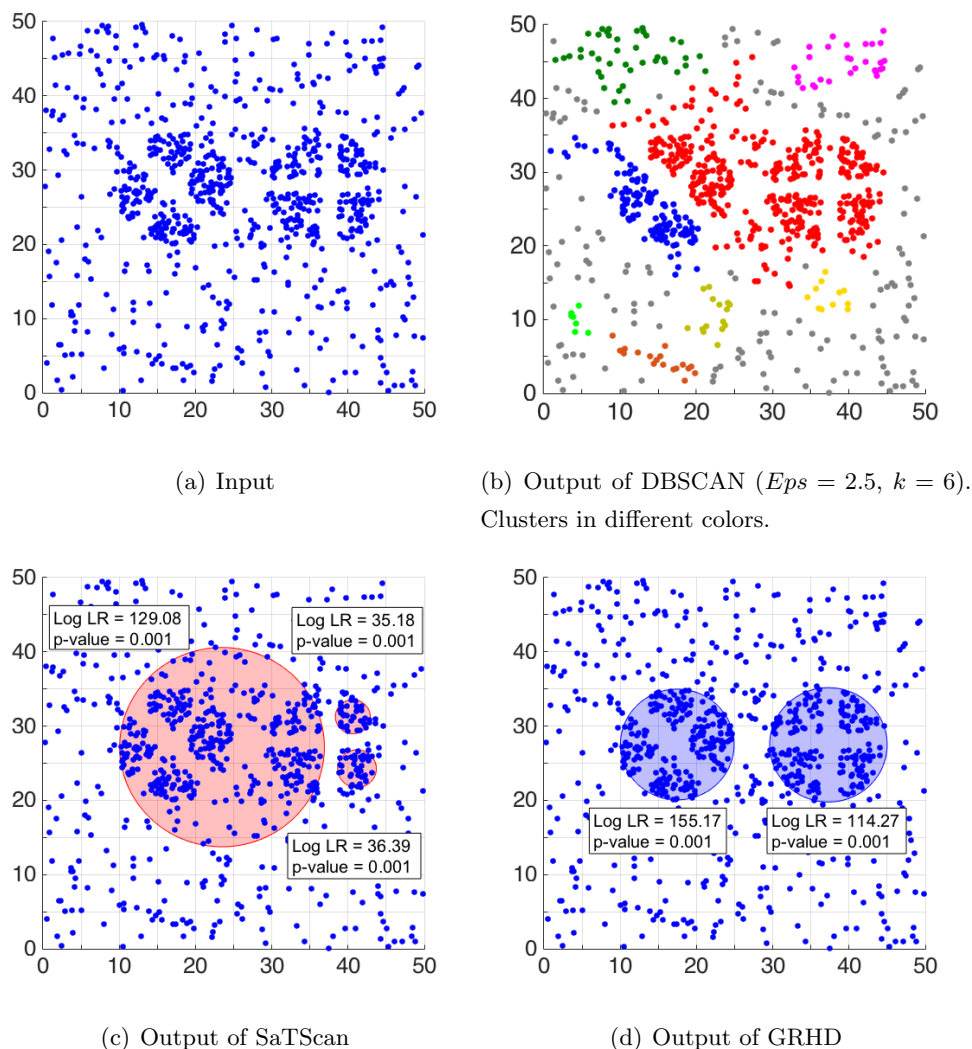 50
40
30
20
10
0
0 10 20 30 40 50
(a) Input
50
40
30
20
10
0
0 10 20 30 40 50
(b) Output of DBSCAN (Eps = 2.5, k = 6).
Clusters in different colors.
50
40
30
20
10
0
0 10 20 30 40 50
Log LR = 129.08
p-value = 0.001
Log LR = 35.18
p-value = 0.001
Log LR = 36.39
p-value = 0.001
(c) Output of SaTScan
50
40
30
20
10
0
0 10 20 30 40 50
Log LR = 155.17
p-value = 0.001
Log LR = 114.27
p-value = 0.001
(d) Output of GRHD